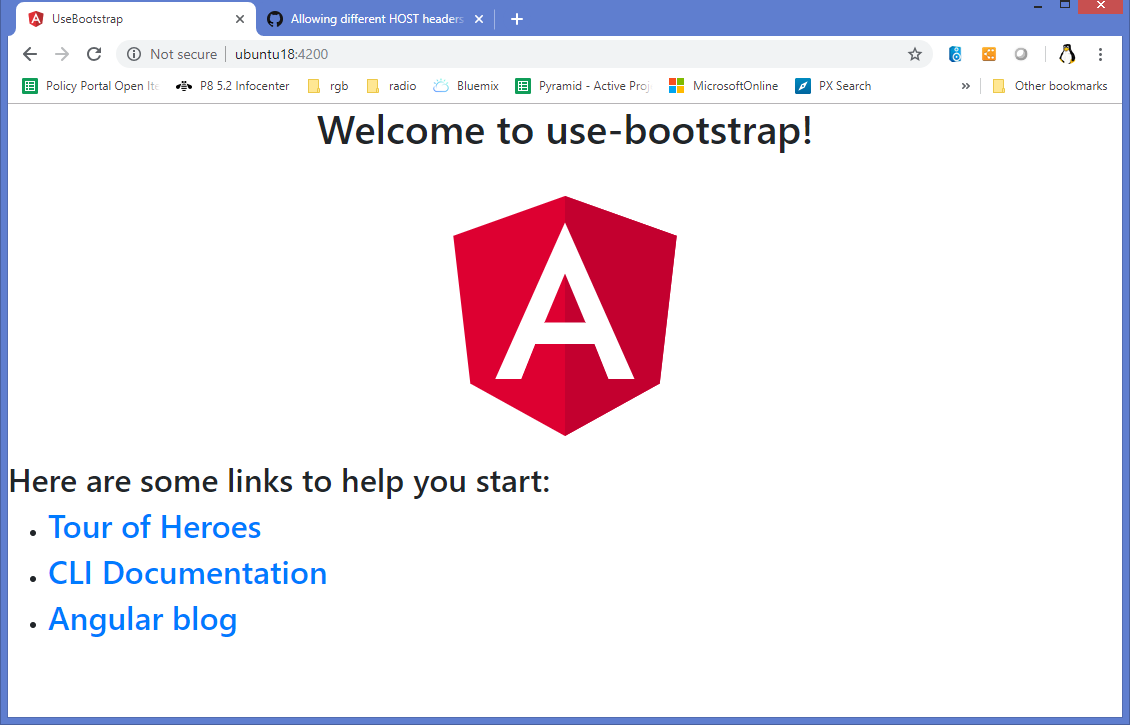 UseBootstrap
Allowing different HOST headers
Not secure ubuntu18:4200
Policy Portal Open Ite P8 5.2 Infocenter rgb radio Bluemix Pyramid - Active Proj MicrosoftOnline PX Search » Other bookmarks
Welcome to use-bootstrap!
A
Here are some links to help you start:
• Tour of Heroes
• CLI Documentation
• Angular blog